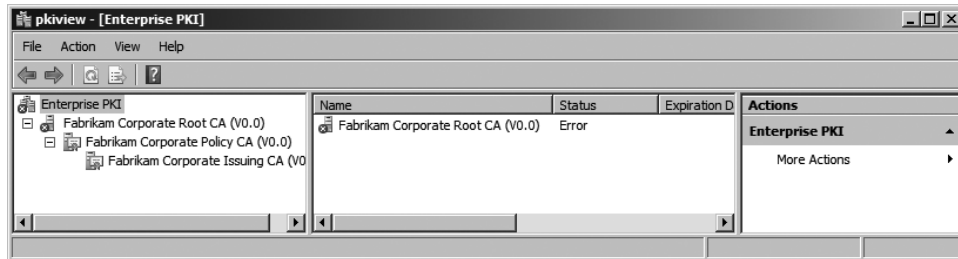 pkiview - [Enterprise PKI]
File Action View Help
Enterprise PKI
Fabrikam Corporate Root CA (V0.0)
Fabrikam Corporate Policy CA (V0.0)
Fabrikam Corporate Issuing CA (V0
Name Status Expiration D
Fabrikam Corporate Root CA (V0.0) Error
Actions
Enterprise PKI
More Actions